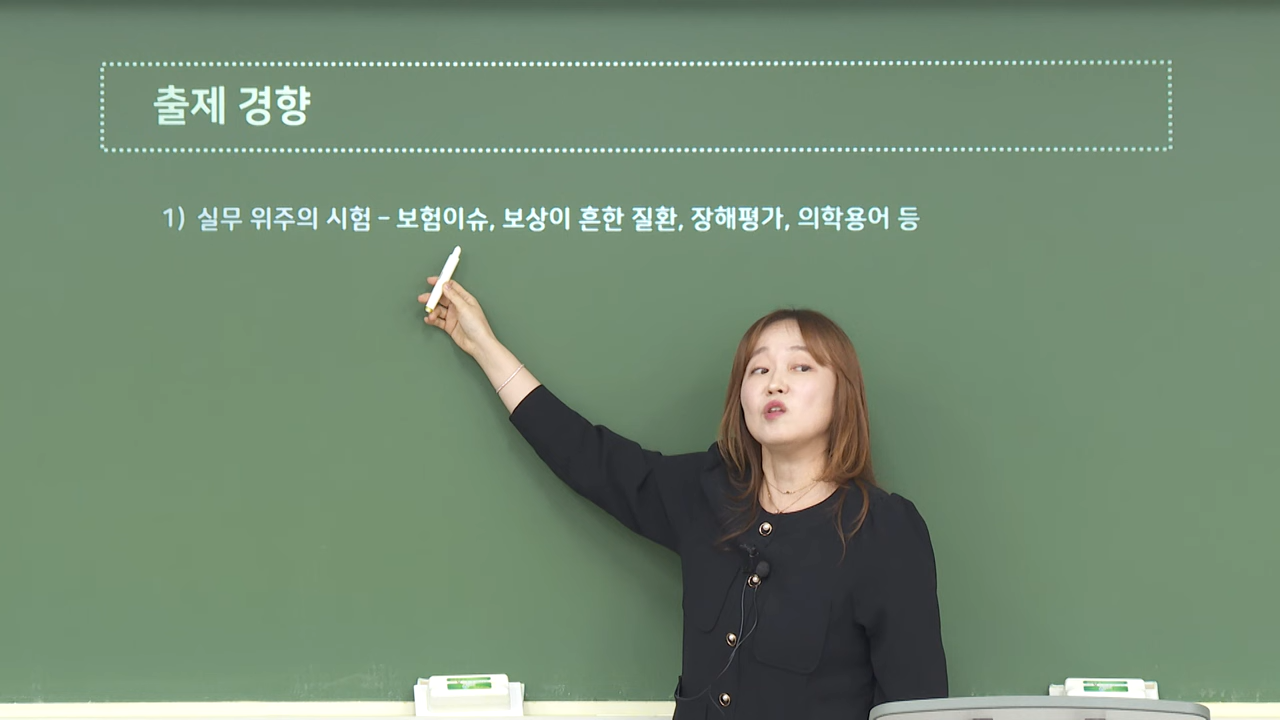 출제 경향
1) 실무 위주의 시험 - 보험이슈, 보상이 흔한 질환, 장해평가, 의학용어 등